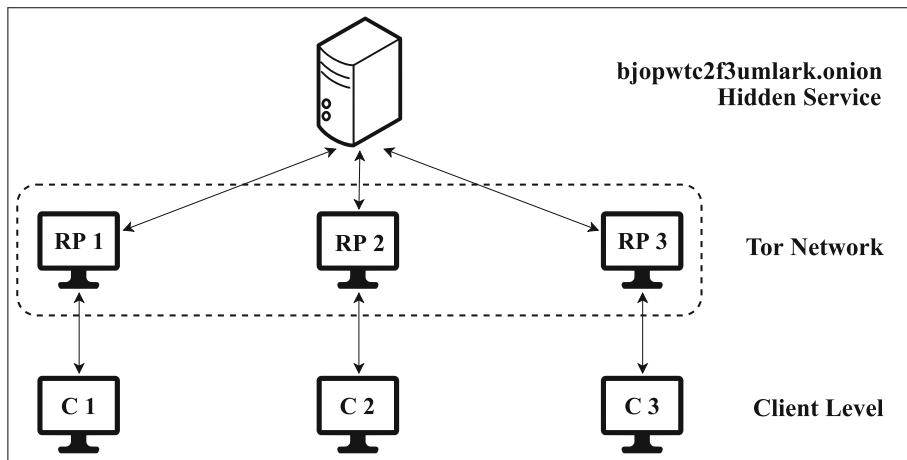 bjopwtc2f3umlark.onion
Hidden Service
RP 1
RP 2
RP 3
Tor Network
C 1
C 2
C 3
Client Level